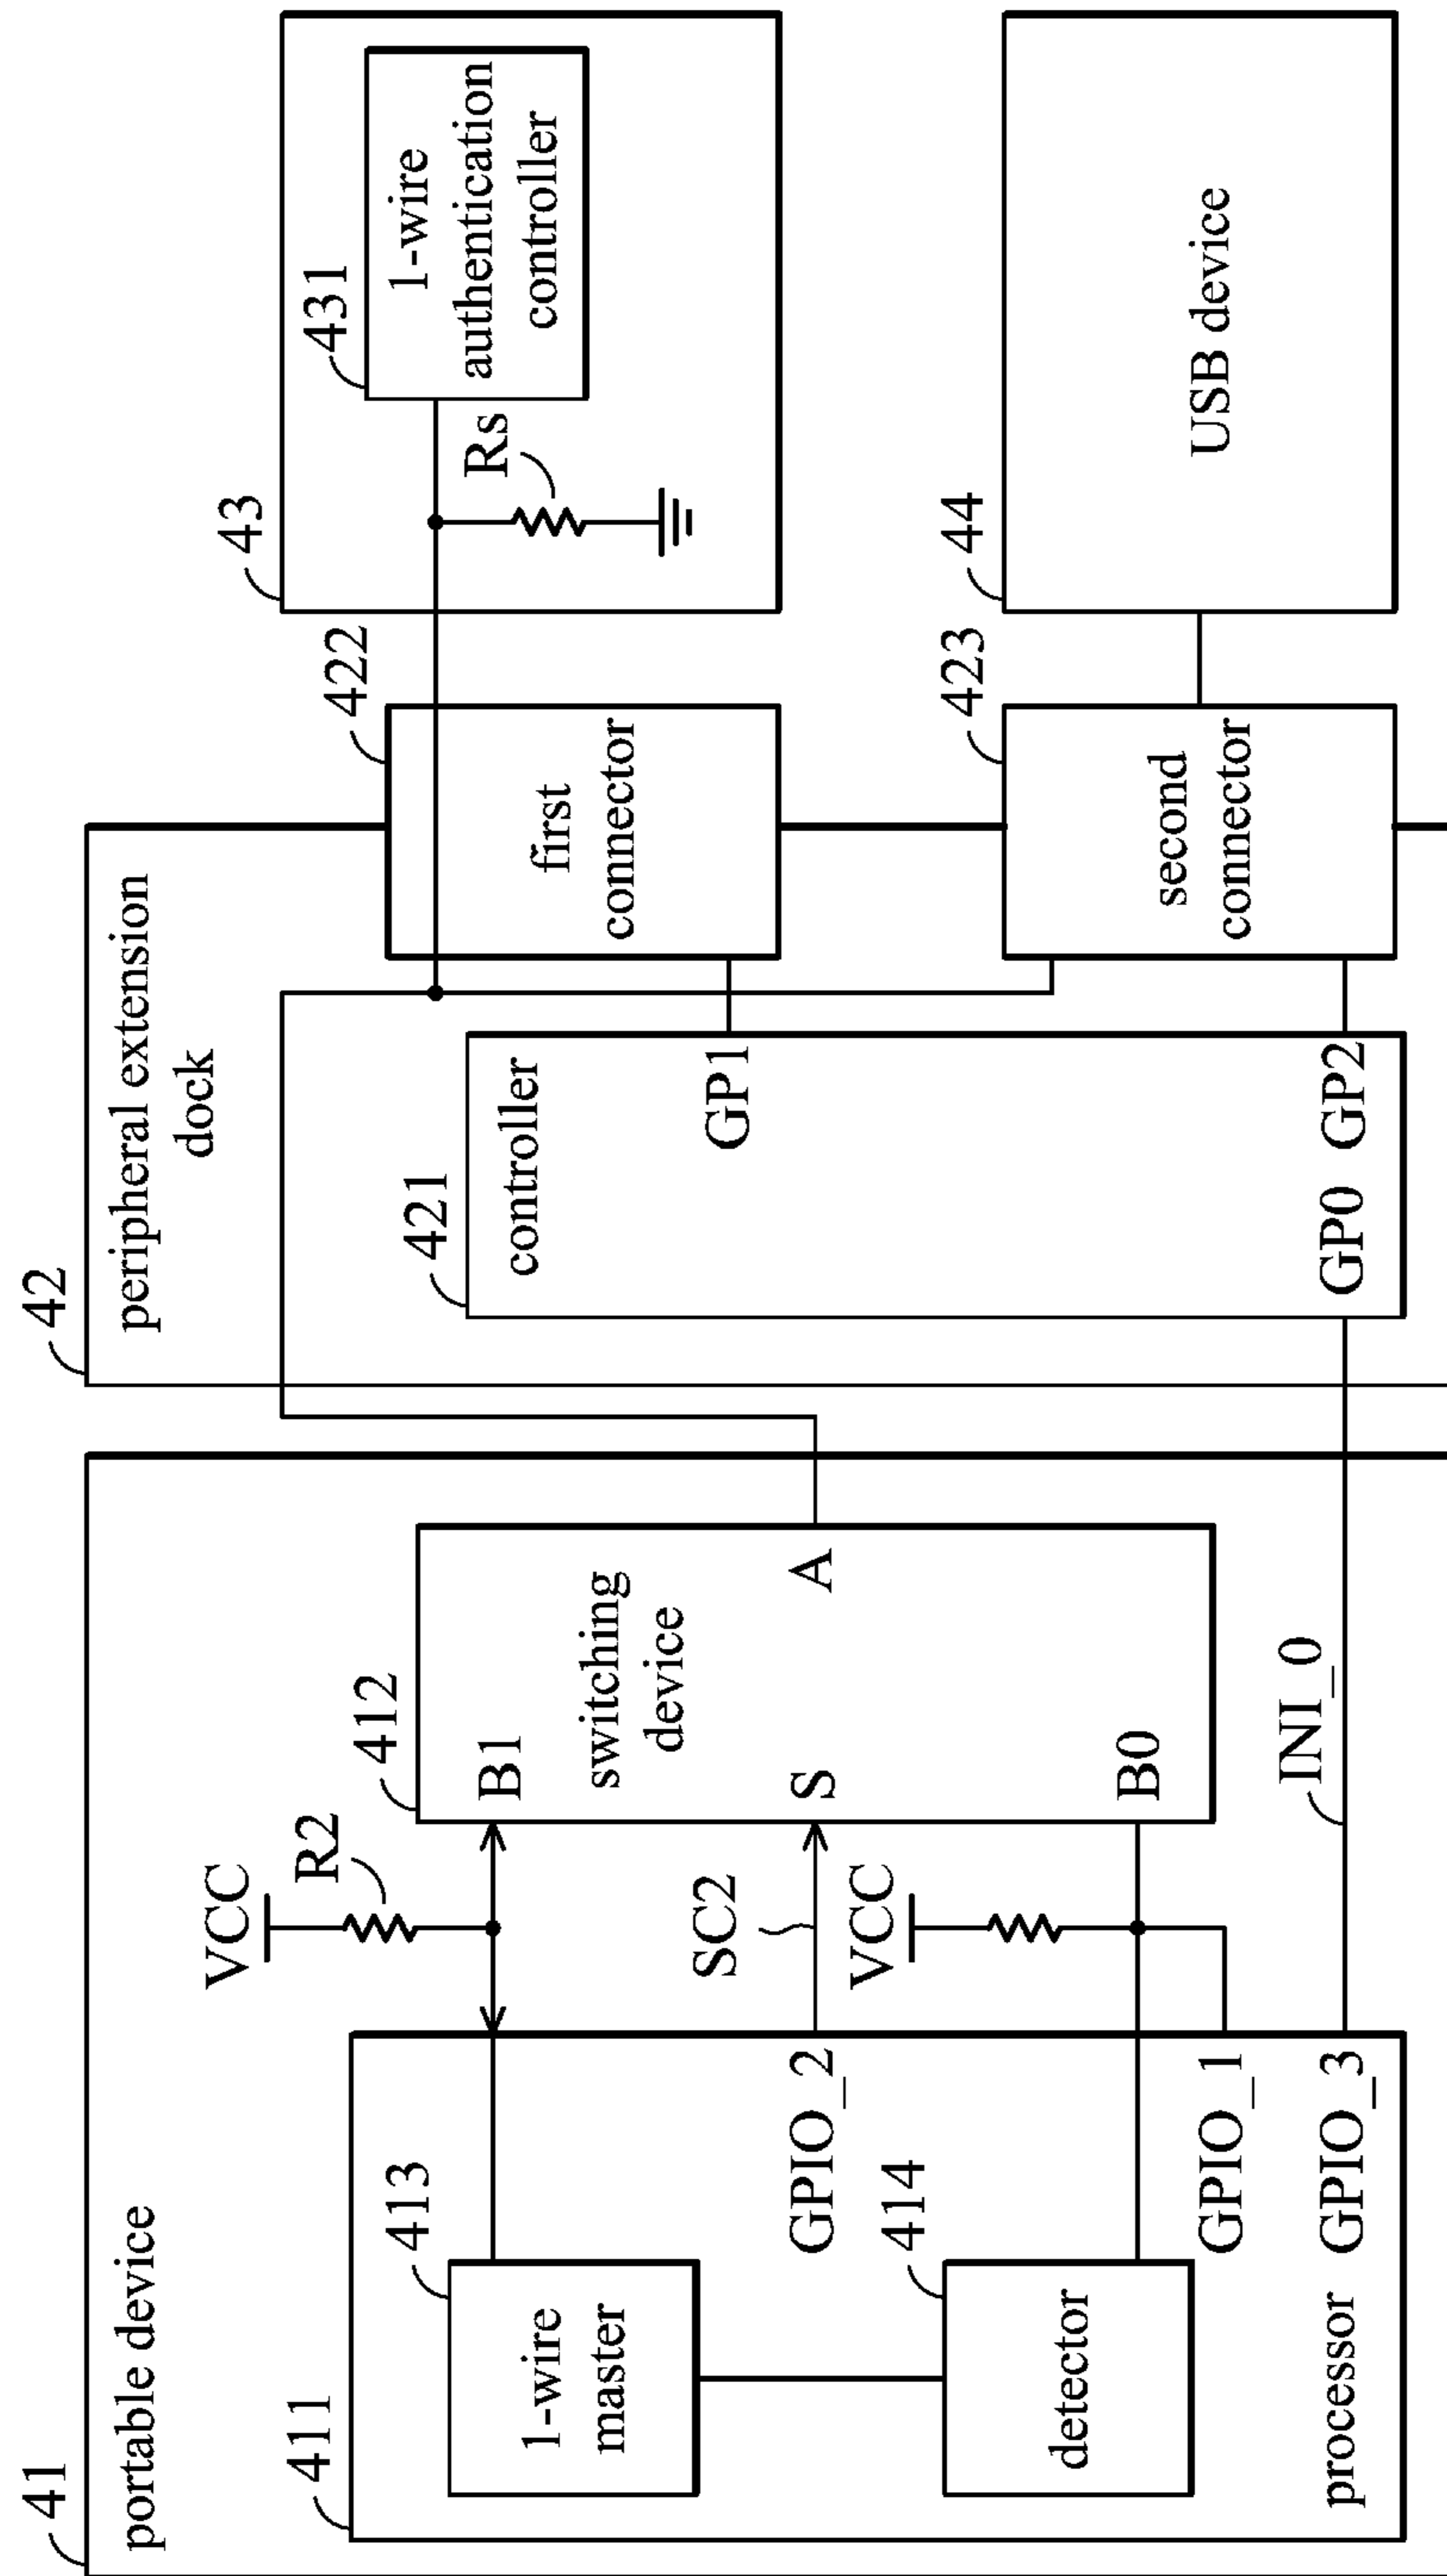 41
portable device
411
413
1-wire
master
414
detector
processor
GPIO_2
GPIO_1
GPIO_3
VCC
R2
SC2
VCC
412
B1
switching
device
S
A
B0
INI_0
42
peripheral extension
dock
421
controller
GP1
GP0 GP2
422
first
connector
423
second
connector
43
431
1-wire
authentication
controller
Rs
44
USB device